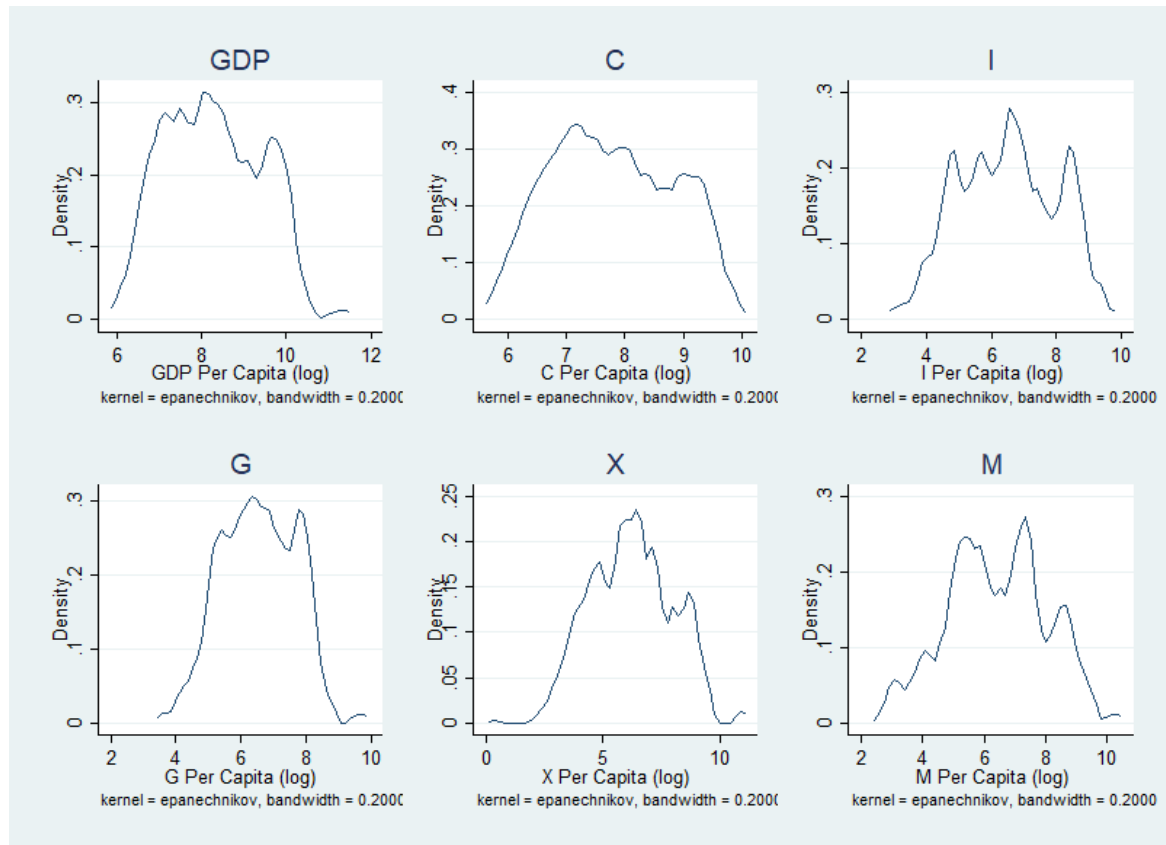 GDP
Density
0 .1 .2 .3
6 8 10 12
GDP Per Capita (log)
kernel = epanechnikov, bandwidth = 0.2000
C
Density
0 .1 .2 .3 .4
6 7 8 9 10
C Per Capita (log)
kernel = epanechnikov, bandwidth = 0.2000
I
Density
0 .1 .2 .3
2 4 6 8 10
I Per Capita (log)
kernel = epanechnikov, bandwidth = 0.2000
G
Density
0 .1 .2 .3
2 4 6 8 10
G Per Capita (log)
kernel = epanechnikov, bandwidth = 0.2000
X
Density
0 .05 .1 .15 .2 .25
0 5 10
X Per Capita (log)
kernel = epanechnikov, bandwidth = 0.2000
M
Density
0 .1 .2 .3
2 4 6 8 10
M Per Capita (log)
kernel = epanechnikov, bandwidth = 0.2000